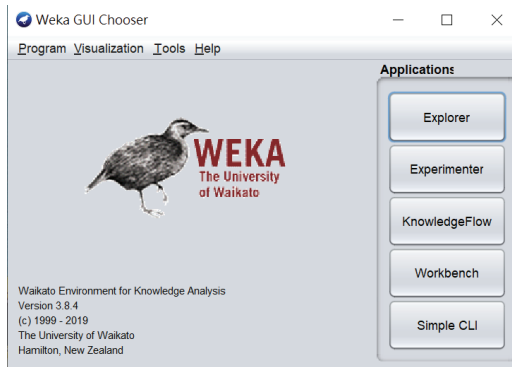 Weka GUI Chooser
Program Visualization Tools Help
Applications
Explorer
WEKA
The University
of Waikato
Experimenter
KnowledgeFlow
Workbench
Simple CLI
Waikato Environment for Knowledge Analysis
Version 3.8.4
(c) 1999 - 2019
The University of Waikato
Hamilton, New Zealand